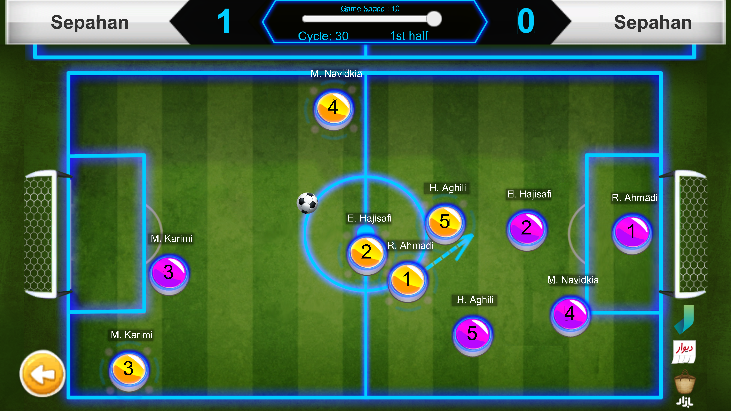 Sepahan
1
Game Speed : 10
0
Sepahan
Cycle: 30
1st half
M. Navidkia
4
H. Aghili
5
E. Hajisafi
2
R. Ahmadi
1
E. Hajisafi
2
R. Ahmadi
1
M. Karimi
3
M. Navidkia
4
H. Aghili
5
M. Karimi
3
دیوار
بازار